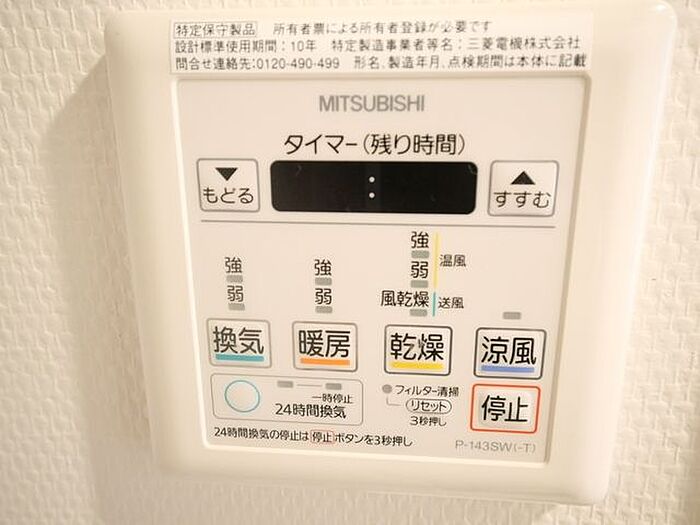 特定保守製品 所有者票による所有者登録が必要です
設計標準使用期間：10年 特定製造事業者等名：三菱電機株式会社
問合せ連絡先:0120-490-499 形名、製造年月、点検期間は本体に記載
MITSUBISHI
タイマー(残り時間)
▼ : ▲
もどる すすむ
強
強 強 弱 温風
弱 弱 風乾燥 送風
換気 暖房 乾燥 涼風
一時停止 フィルター清掃
24時間換気 リセット 停止
3秒押し
24時間換気の停止は 停止 ボタンを3秒押し
P-143SW(-T)